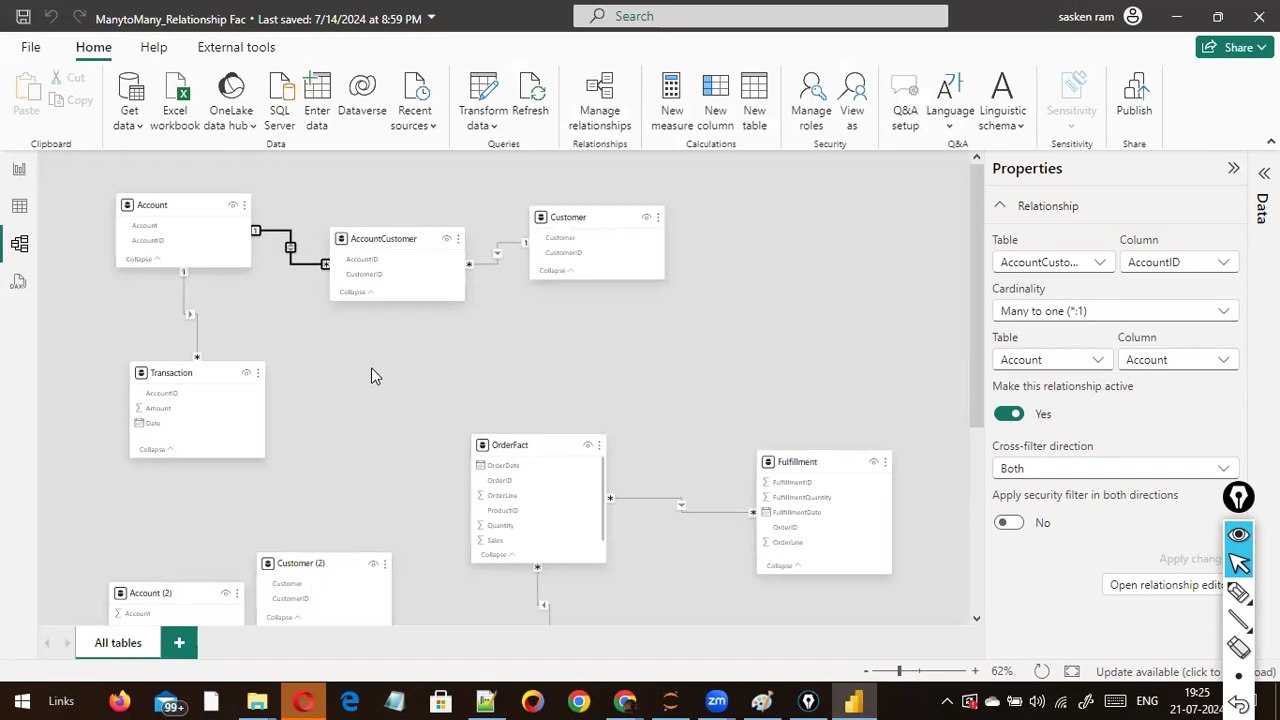 ManytoMany_Relationship Fac • Last saved: 7/14/2024 at 8:59 PM
Search
sasken ram
File
Home
Help
External tools
Share
Paste
Cut
Copy
Get data
Excel workbook
OneLake data hub
SQL Server
Enter data
Dataverse
Recent sources
Transform data
Refresh
Manage relationships
New measure
New column
New table
Manage roles
View as
Q&A setup
Language
Linguistic schema
Sensitivity
Publish
Clipboard
Data
Queries
Relationships
Calculations
Security
Q&A
Sensitivity
Share
Account
Account
AccountID
Collapse
1
*
AccountCustomer
AccountID
CustomerID
Collapse
*
1
Customer
Customer
CustomerID
Collapse
1
*
Transaction
AccountID
Amount
Date
Collapse
OrderFact
OrderDate
OrderID
OrderLine
ProductID
Quantity
Sales
Collapse
*
*
*
Fulfillment
FulfillmentID
FulfillmentQuantity
FulfillmentDate
OrderID
OrderLine
Collapse
Customer (2)
Customer
CustomerID
Collapse
Account (2)
Account
Properties
Relationship
Table
Column
AccountCusto...
AccountID
Cardinality
Many to one (*:1)
Table
Column
Account
Account
Make this relationship active
Yes
Cross-filter direction
Both
Apply security filter in both directions
No
Apply chang
Open relationship edit
Data
All tables
62%
Update available (click to
load)
Links
99+
ENG
19:25
21-07-2024